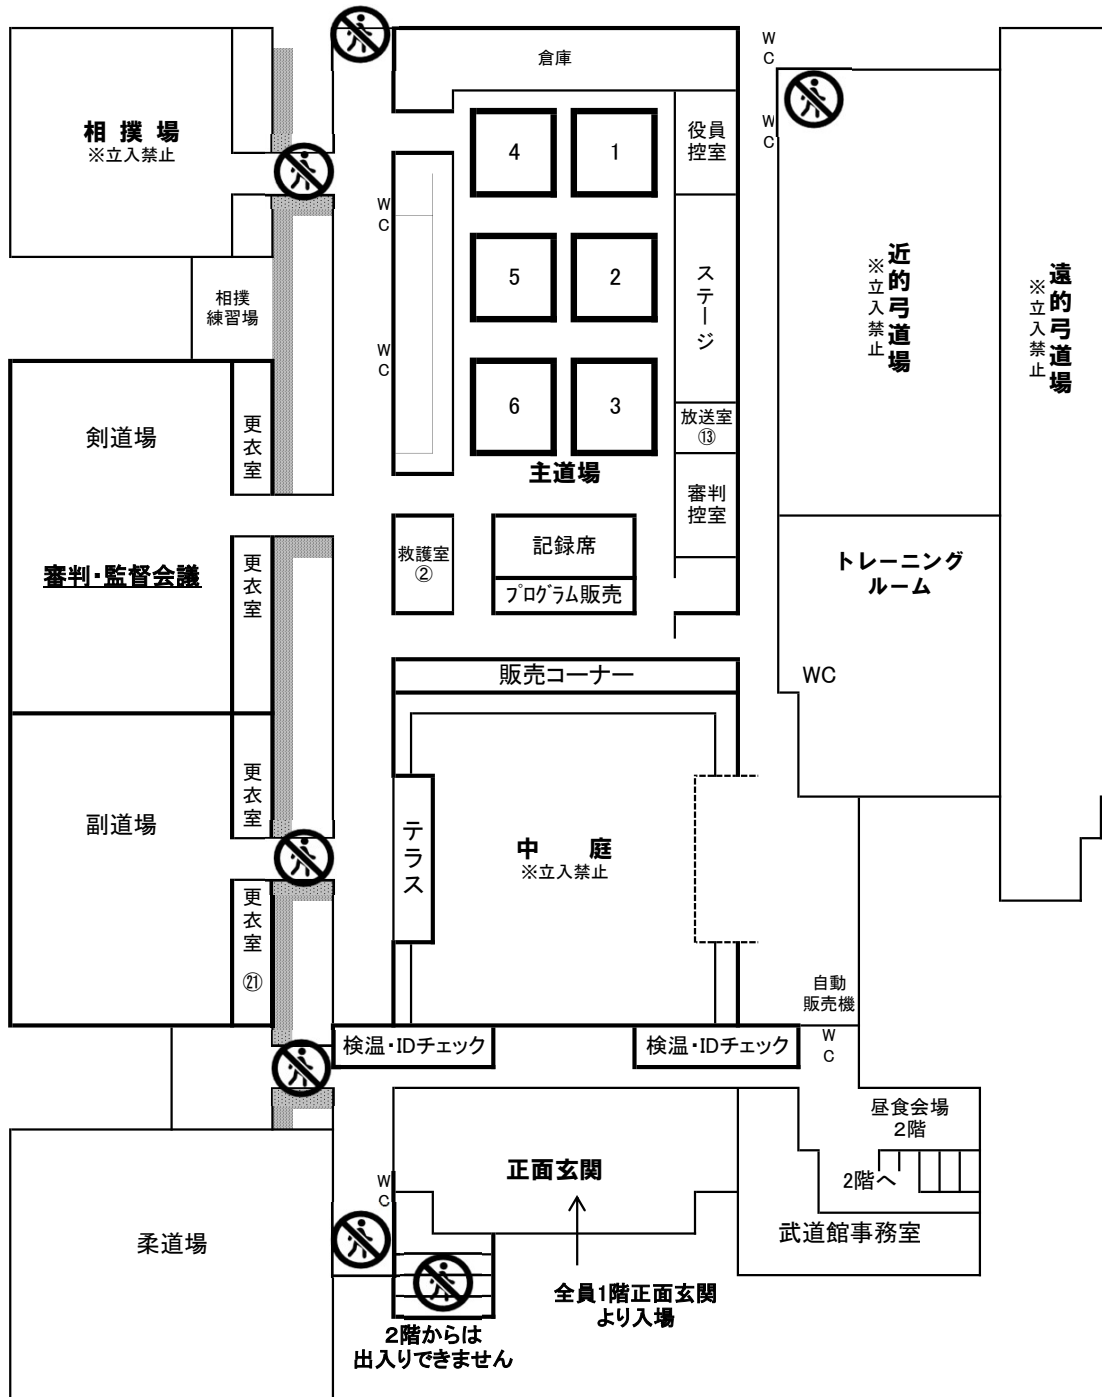 倉庫
WC
相撲場
※立入禁止
4
1
役員
控室
WC
WC
5
2
ステージ
近的弓道場
※立入禁止
遠的弓道場
※立入禁止
相撲
練習場
WC
6
3
放送室
⑬
剣道場
更衣室
主道場
審判
控室
救護室
②
記録席
プログラム販売
審判・監督会議
更衣室
トレーニング
ルーム
販売コーナー
WC
副道場
更衣室
テラス
中　庭
※立入禁止
更衣室
㉑
自動
販売機
検温・IDチェック
検温・IDチェック
WC
昼食会場
2階
正面玄関
WC
2階へ
柔道場
武道館事務室
全員1階正面玄関
より入場
2階からは
出入りできません